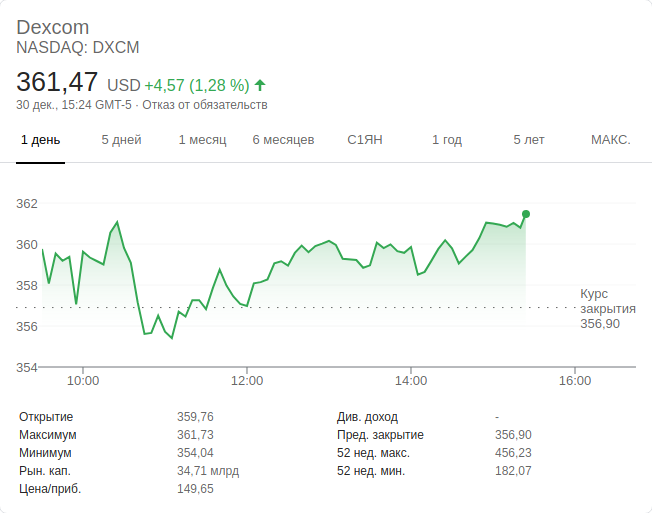 Dexcom
NASDAQ: DXCM
361,47 USD +4,57 (1,28 %)
30 дек., 15:24 GMT-5 · Отказ от обязательств
1 день 5 дней 1 месяц 6 месяцев С1ЯН 1 год 5 лет МАКС.
362
360
358
356
354
Курс
закрытия
356,90
10:00 12:00 14:00 16:00
Открытие 359,76
Максимум 361,73
Минимум 354,04
Рын. кап. 34,71 млрд
Цена/приб. 149,65
Див. доход -
Пред. закрытие 356,90
52 нед. макс. 456,23
52 нед. мин. 182,07